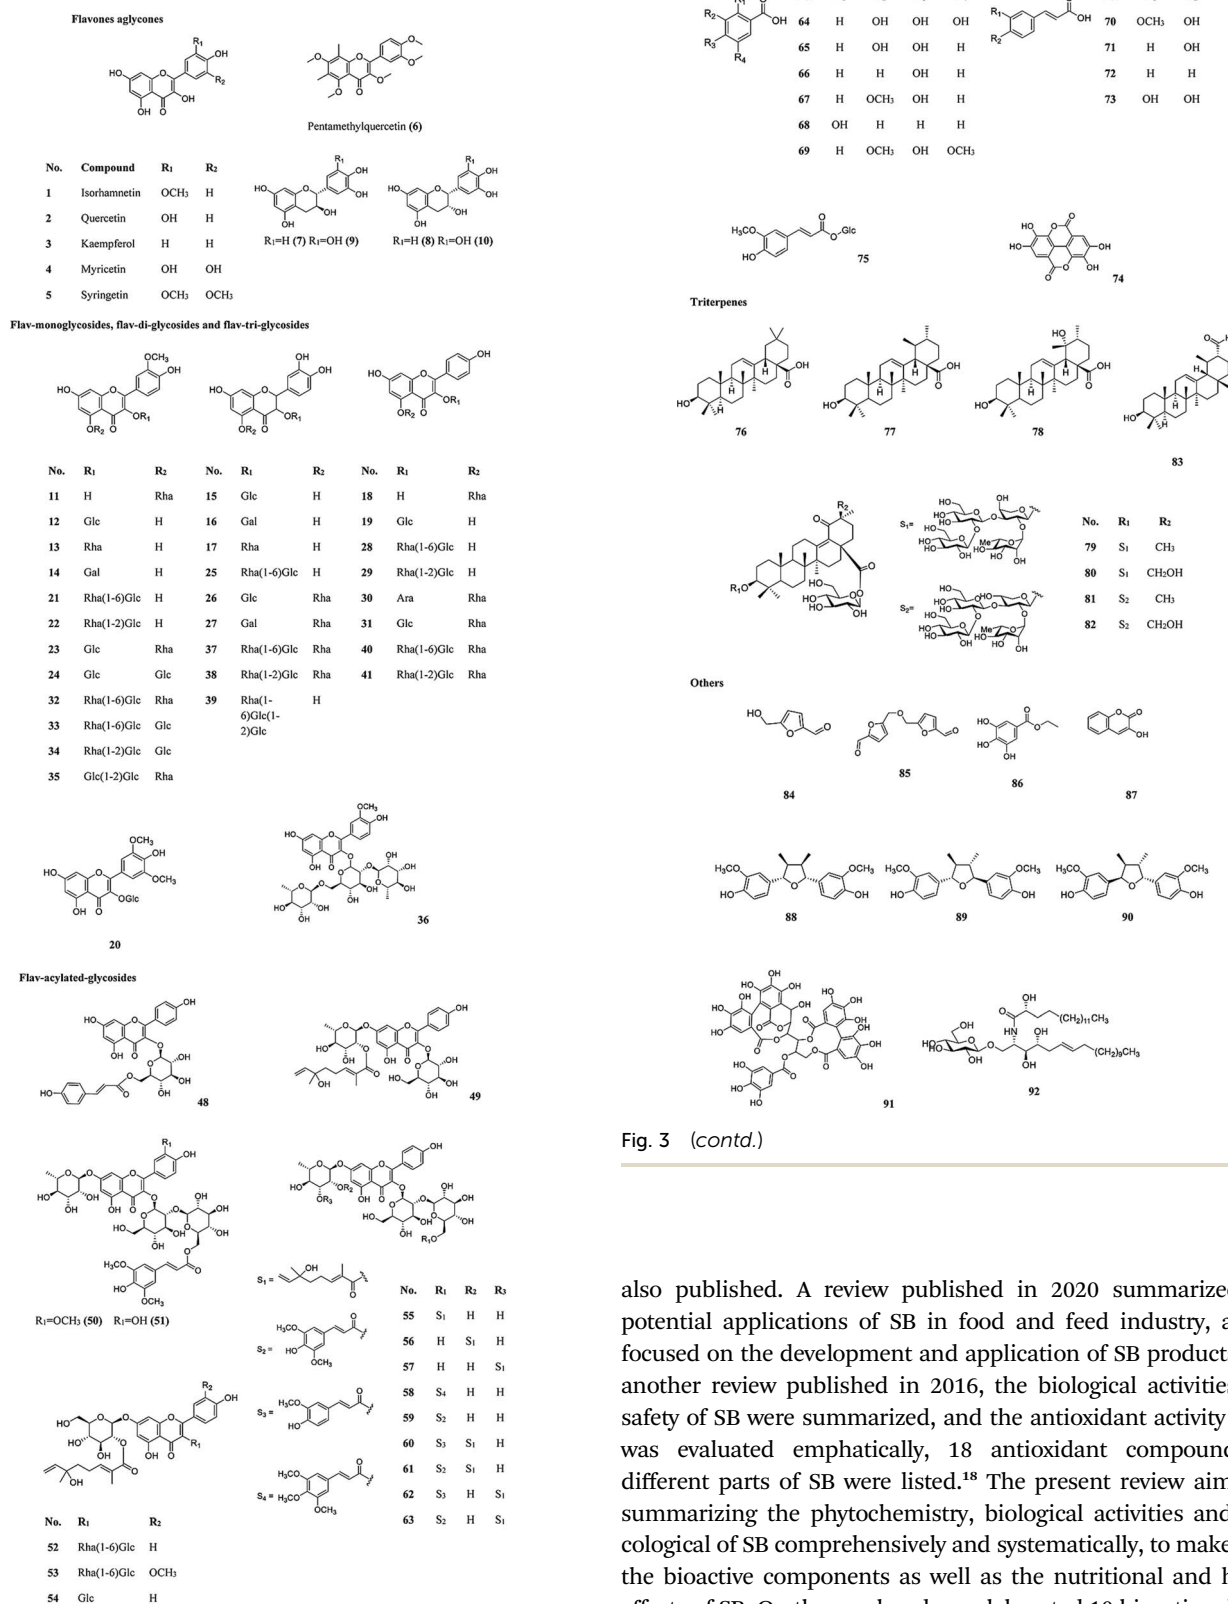 Flavones aglycones
Pentamethylquercetin (6)
No. Compound R₁ R₂
1 Isorhamnetin OCH₃ H
2 Quercetin OH H
3 Kaempferol H H
4 Myricetin OH OH
5 Syringetin OCH₃ OCH₃
R₁=H (7) R₁=OH (9)
R₁=H (8) R₁=OH (10)
Flav-monoglycosides, flav-di-glycosides and flav-tri-glycosides
No. R₁ R₂ No. R₁ R₂ No. R₁ R₂
11 H Rha 15 Glc H 18 H Rha
12 Glc H 16 Gal H 19 Glc H
13 Rha H 17 Rha H 28 Rha(1-6)Glc H
14 Gal H 25 Rha(1-6)Glc H 29 Rha(1-2)Glc H
21 Rha(1-6)Glc H 26 Glc Rha 30 Ara Rha
22 Rha(1-2)Glc H 27 Gal Rha 31 Glc Rha
23 Glc Rha 37 Rha(1-6)Glc Rha 40 Rha(1-6)Glc Rha
24 Glc Glc 38 Rha(1-2)Glc Rha 41 Rha(1-2)Glc Rha
32 Rha(1-6)Glc Rha 39 Rha(1- H
6)Glc(1-
33 Rha(1-6)Glc Glc
2)Glc
34 Rha(1-2)Glc Glc
35 Glc(1-2)Glc Rha
20
36
Flav-acylated-glycosides
48
49
R₁=OCH₃ (50) R₁=OH (51)
S₁ =
S₂ =
S₃ =
S₄ =
No. R₁ R₂ R₃
55 S₁ H H
56 H S₁ H
57 H H S₁
58 S₄ H H
59 S₂ H H
60 S₃ S₁ H
61 S₂ S₁ H
62 S₃ H S₁
63 S₂ H S₁
No. R₁ R₂
52 Rha(1-6)Glc H
53 Rha(1-6)Glc OCH₃
54 Glc H
64 H OH OH OH
65 H OH OH H
66 H H OH H
67 H OCH₃ OH H
68 OH H H H
69 H OCH₃ OH OCH₃
70 OCH₃ OH
71 H OH
72 H H
73 OH OH
75
74
Triterpenes
76
77
78
83
S₁=
S₂=
No. R₁ R₂
79 S₁ CH₃
80 S₁ CH₂OH
81 S₂ CH₃
82 S₂ CH₂OH
Others
84
85
86
87
88
89
90
91
92
Fig. 3 (contd.)
also published. A review published in 2020 summarized
potential applications of SB in food and feed industry, a
focused on the development and application of SB product
another review published in 2016, the biological activities
safety of SB were summarized, and the antioxidant activity
was evaluated emphatically, 18 antioxidant compound
different parts of SB were listed.¹⁸ The present review aim
summarizing the phytochemistry, biological activities and
cological of SB comprehensively and systematically, to make
the bioactive components as well as the nutritional and h